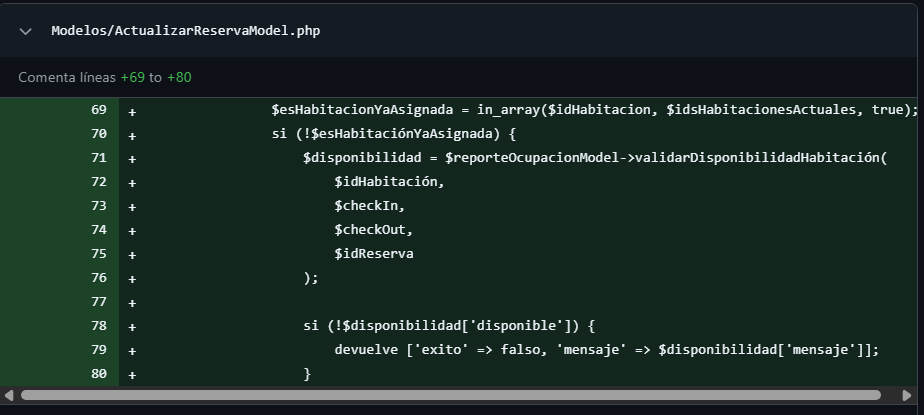 Modelos/ActualizarReservaModel.php
Comenta líneas +69 to +80
69 + $esHabitacionYaAsignada = in_array($idHabitacion, $idsHabitacionesActuales, true);
70 + si (!$esHabitaciónYaAsignada) {
71 + $disponibilidad = $reporteOcupacionModel->validarDisponibilidadHabitación(
72 + $idHabitación,
73 + $checkIn,
74 + $checkOut,
75 + $idReserva
76 + );
77 +
78 + si (!$disponibilidad['disponible']) {
79 + devuelve ['exito' => falso, 'mensaje' => $disponibilidad['mensaje']];
80 + }